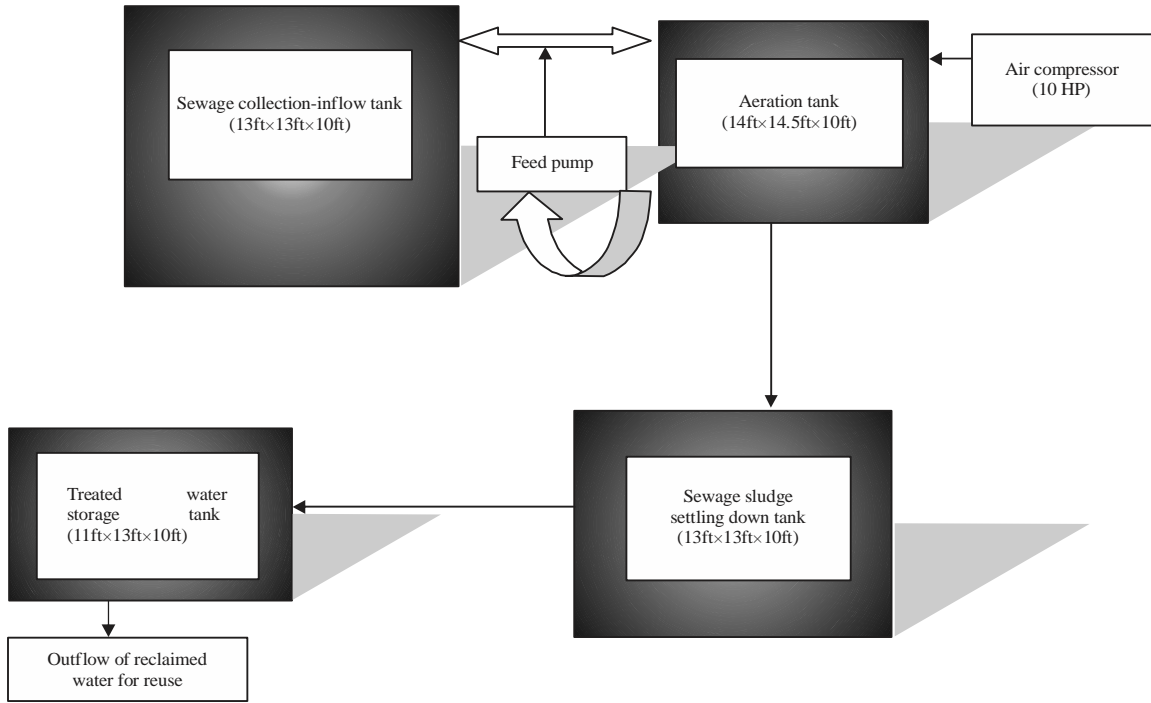 Sewage collection-inflow tank
(13ft×13ft×10ft)
Feed pump
Aeration tank
(14ft×14.5ft×10ft)
Air compressor
(10 HP)
Sewage sludge
settling down tank
(13ft×13ft×10ft)
Treated water
storage tank
(11ft×13ft×10ft)
Outflow of reclaimed
water for reuse